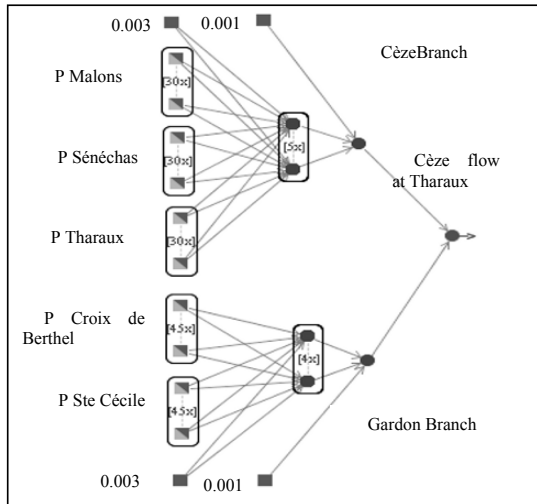 0.003
0.001
CèzeBranch
P Malons
[30x]
[5x]
P Sénéchas
[30x]
Cèze flow
at Tharaux
P Tharaux
[30x]
P Croix de
Berthel
[45x]
[4x]
P Ste Cécile
[45x]
Gardon Branch
0.003
0.001